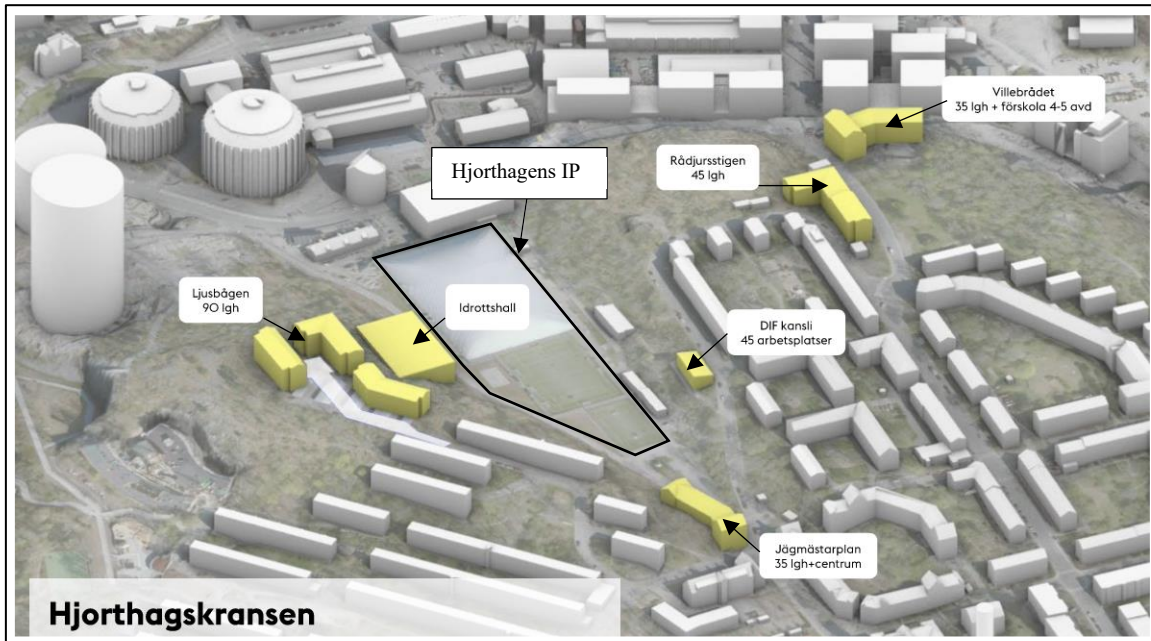 Villebrådet
35 lgh + förskola 4-5 avd
Hjorthagens IP
Rådjursstigen
45 lgh
Ljusbågen
90 lgh
Idrottshall
DIF kansli
45 arbetsplatser
Jägmästarplan
35 lgh+centrum
Hjorthagskransen